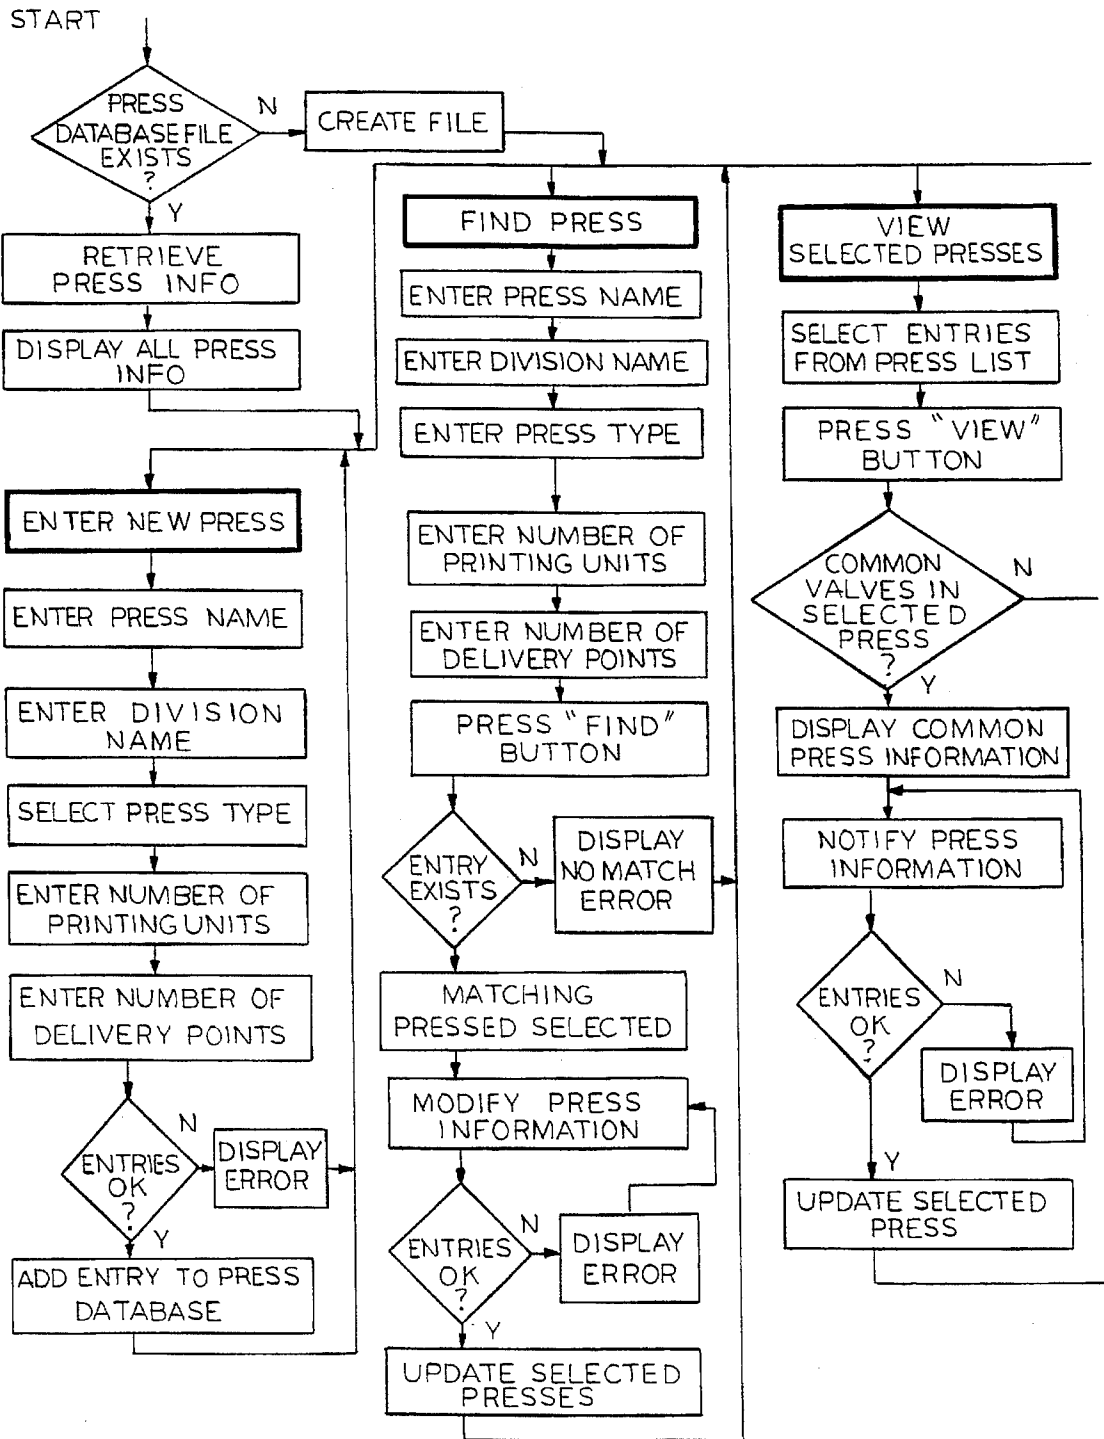 START
PRESS
DATABASE FILE
EXISTS
?
N
CREATE FILE
Y
RETRIEVE
PRESS INFO
DISPLAY ALL PRESS
INFO
ENTER NEW PRESS
ENTER PRESS NAME
ENTER DIVISION
NAME
SELECT PRESS TYPE
ENTER NUMBER OF
PRINTING UNITS
ENTER NUMBER OF
DELIVERY POINTS
ENTRIES
OK
?
N
DISPLAY
ERROR
Y
ADD ENTRY TO PRESS
DATABASE
FIND PRESS
ENTER PRESS NAME
ENTER DIVISION NAME
ENTER PRESS TYPE
ENTER NUMBER OF
PRINTING UNITS
ENTER NUMBER OF
DELIVERY POINTS
PRESS "FIND"
BUTTON
ENTRY
EXISTS
?
N
DISPLAY
NO MATCH
ERROR
MATCHING
PRESSED SELECTED
MODIFY PRESS
INFORMATION
ENTRIES
OK
?
N
DISPLAY
ERROR
Y
UPDATE SELECTED
PRESSES
VIEW
SELECTED PRESSES
SELECT ENTRIES
FROM PRESS LIST
PRESS "VIEW"
BUTTON
COMMON
VALVES IN
SELECTED
PRESS
?
N
Y
DISPLAY COMMON
PRESS INFORMATION
NOTIFY PRESS
INFORMATION
ENTRIES
OK
?
N
DISPLAY
ERROR
Y
UPDATE SELECTED
PRESS